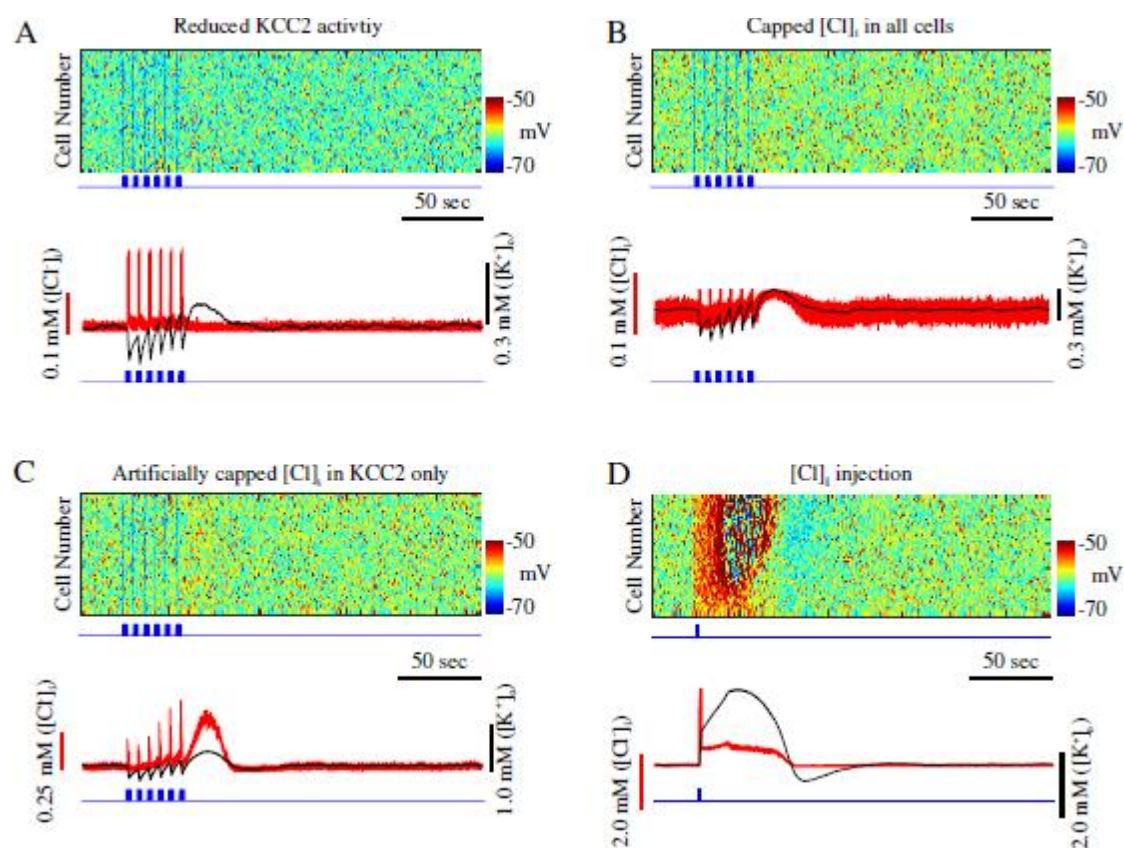 A
Reduced KCC2 activtiy
Cell Number
-50
mV
-70
50 sec
0.1 mM ([Cl⁻]ᵢ)
0.3 mM ([K⁺]ₒ)
B
Capped [Cl]ᵢ in all cells
Cell Number
-50
mV
-70
50 sec
0.1 mM ([Cl⁻]ᵢ)
0.3 mM ([K⁺]ₒ)
C
Artificially capped [Cl]ᵢ in KCC2 only
Cell Number
-50
mV
-70
50 sec
0.25 mM ([Cl⁻]ᵢ)
1.0 mM ([K⁺]ₒ)
D
[Cl]ᵢ injection
Cell Number
-50
mV
-70
50 sec
2.0 mM ([Cl⁻]ᵢ)
2.0 mM ([K⁺]ₒ)